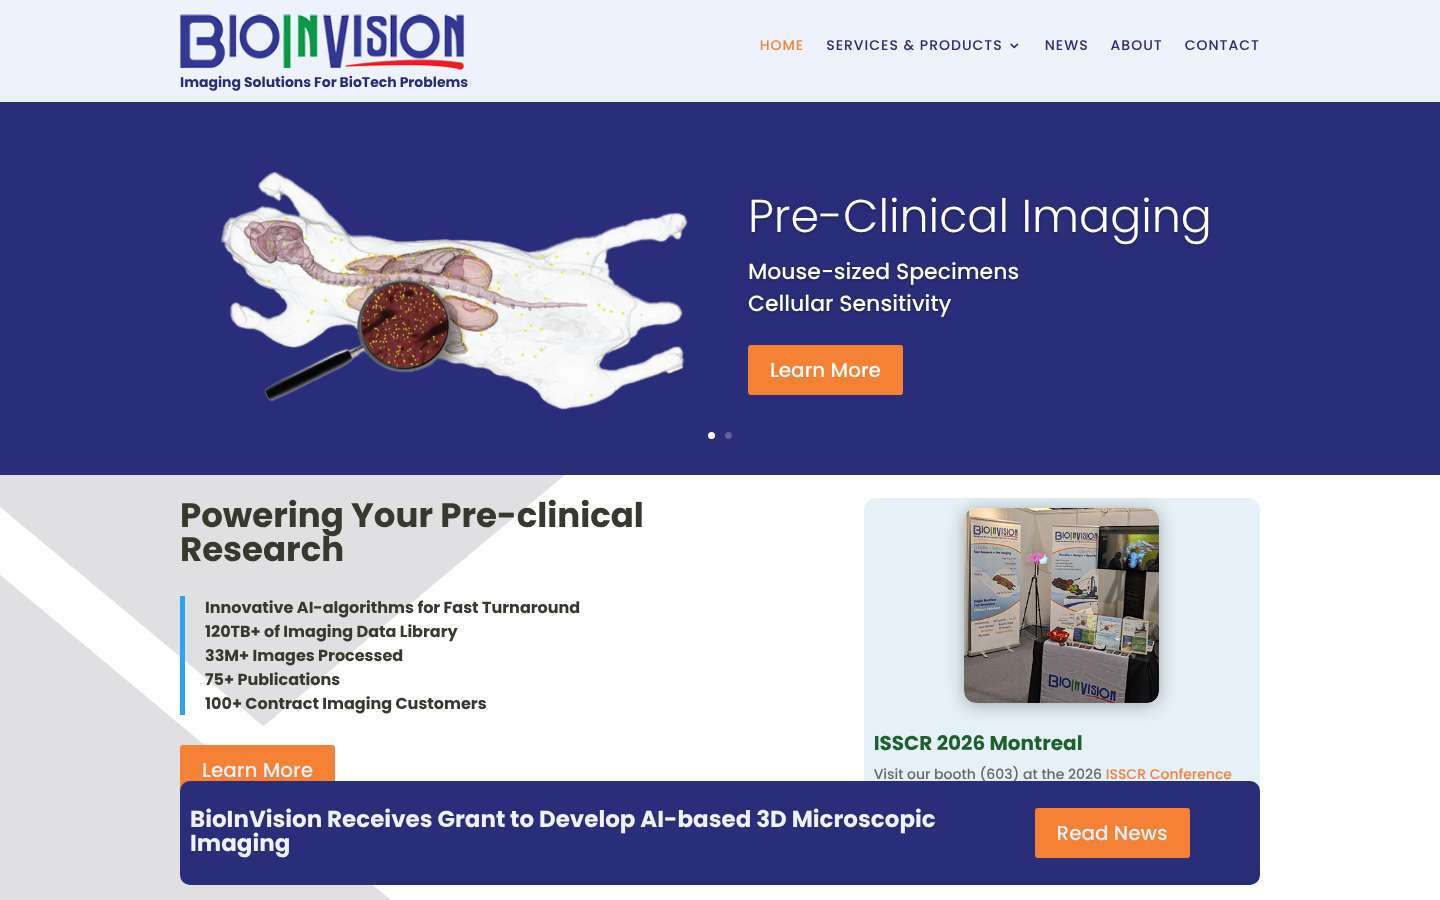 BIOINVISION
Imaging Solutions For BioTech Problems
HOME
SERVICES & PRODUCTS
NEWS
ABOUT
CONTACT
Pre-Clinical Imaging
Mouse-sized Specimens
Cellular Sensitivity
Learn More
Powering Your Pre-clinical
Research
Innovative AI-algorithms for Fast Turnaround
120TB+ of Imaging Data Library
33M+ Images Processed
75+ Publications
100+ Contract Imaging Customers
Learn More
BIOINVISION
BIOINVISION
BIOINVISION
ISSCR 2026 Montreal
Visit our booth (603) at the 2026 ISSCR Conference
BioInVision Receives Grant to Develop AI-based 3D Microscopic
Imaging
Read News